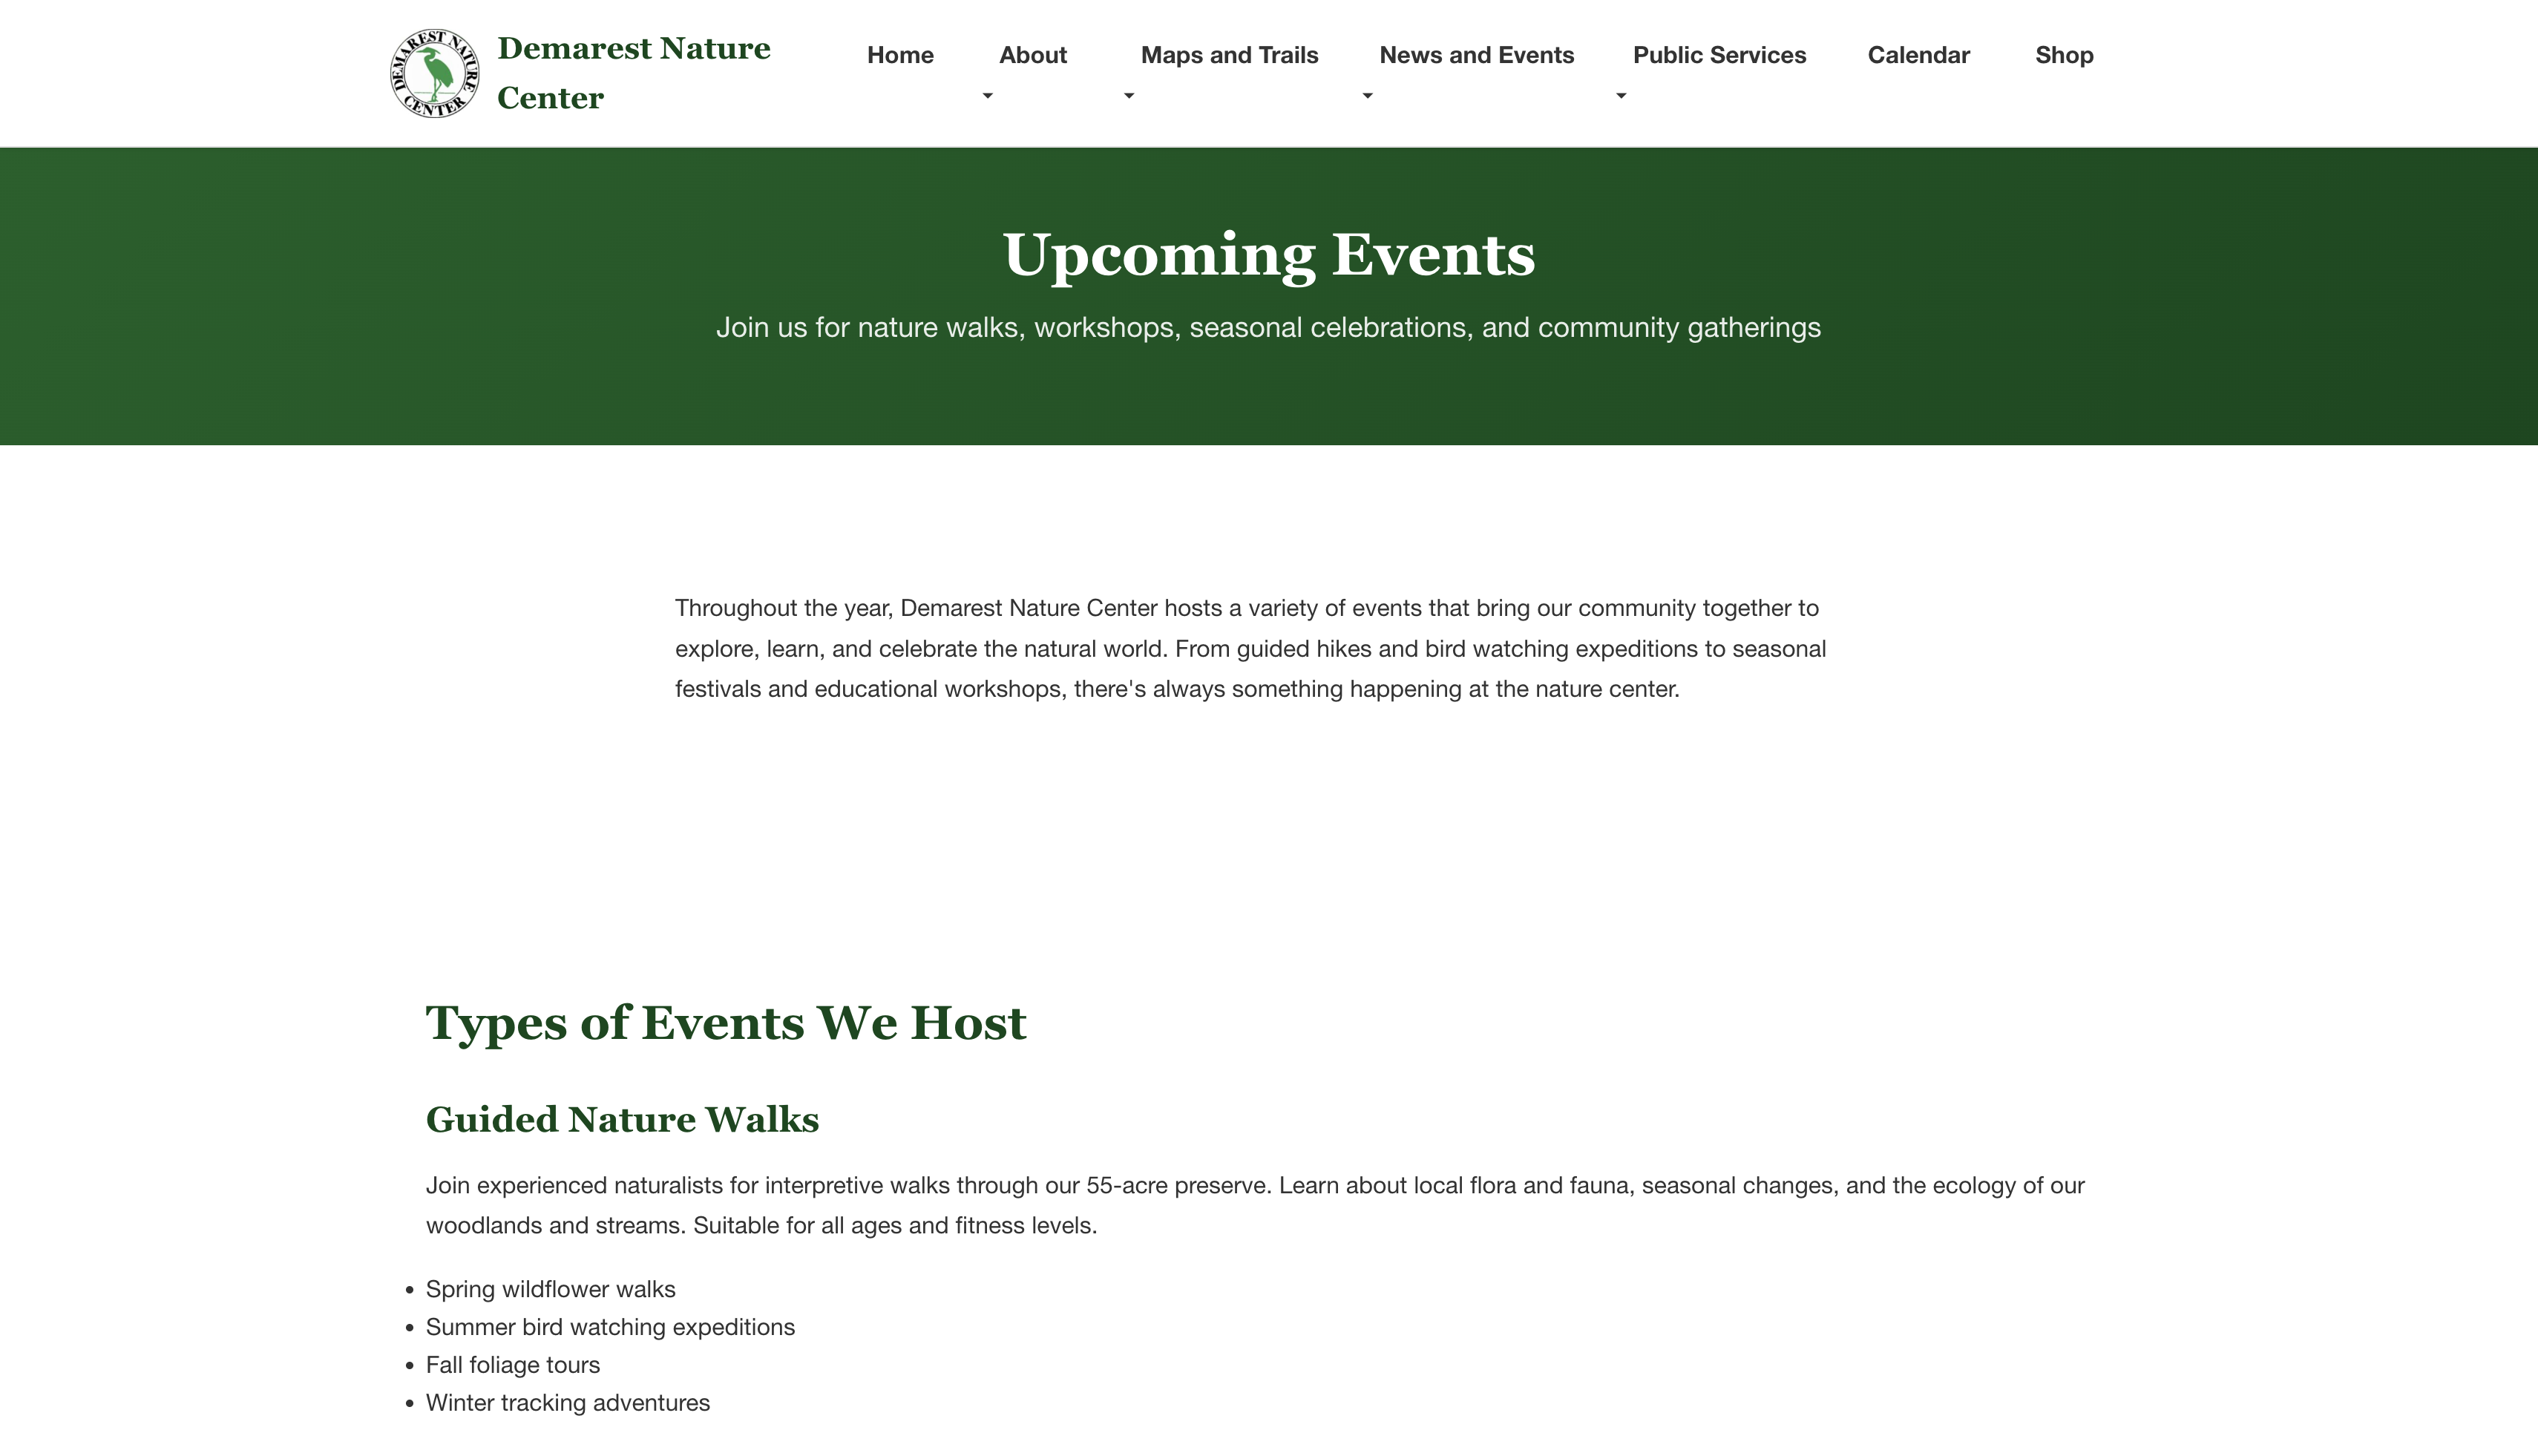 DEMAREST NATURE CENTER
Demarest Nature
Center
Home
About
Maps and Trails
News and Events
Public Services
Calendar
Shop
Upcoming Events
Join us for nature walks, workshops, seasonal celebrations, and community gatherings
Throughout the year, Demarest Nature Center hosts a variety of events that bring our community together to
explore, learn, and celebrate the natural world. From guided hikes and bird watching expeditions to seasonal
festivals and educational workshops, there's always something happening at the nature center.
Types of Events We Host
Guided Nature Walks
Join experienced naturalists for interpretive walks through our 55-acre preserve. Learn about local flora and fauna, seasonal changes, and the ecology of our
woodlands and streams. Suitable for all ages and fitness levels.
• Spring wildflower walks
• Summer bird watching expeditions
• Fall foliage tours
• Winter tracking adventures